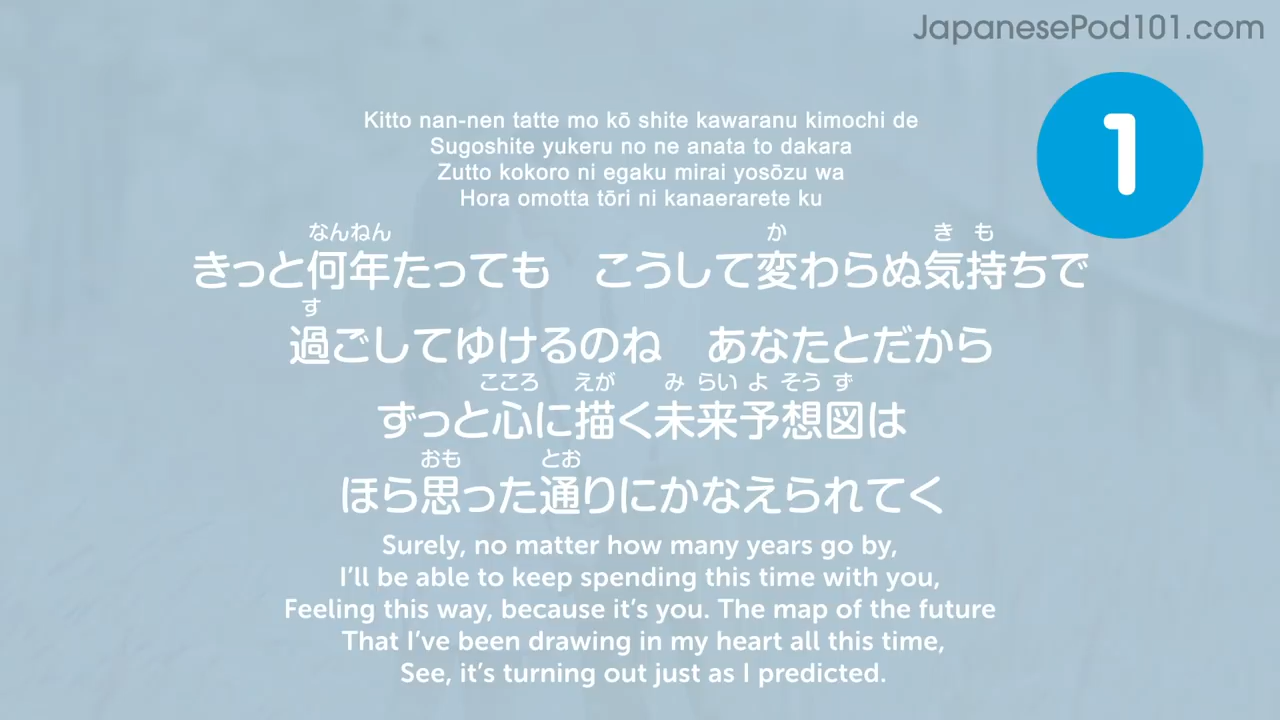 JapanesePod101.com
1
Kitto nan-nen tatte mo kō shite kawaranu kimochi de
Sugoshite yukeru no ne anata to dakara
Zutto kokoro ni egaku mirai yosōzu wa
Hora omotta tōri ni kanaerarete ku
なんねん か き も
きっと何年たっても こうして変わらぬ気持ちで
す
過ごしてゆけるのね あなたとだから
こころ えが み らい よ そう ず
ずっと心に描く未来予想図は
おも とお
ほら思った通りにかなえられてく
Surely, no matter how many years go by,
I'll be able to keep spending this time with you,
Feeling this way, because it's you. The map of the future
That I've been drawing in my heart all this time,
See, it's turning out just as I predicted.